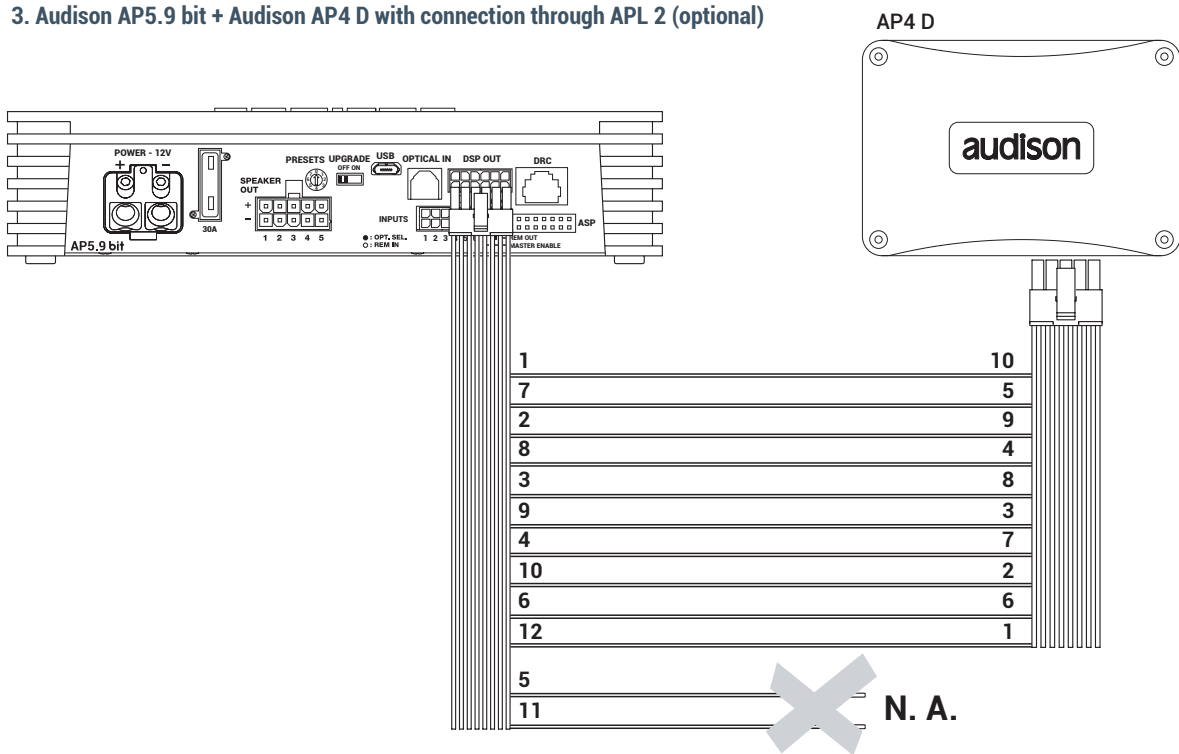 3. Audison AP5.9 bit + Audison AP4 D with connection through APL 2 (optional)
AP4 D
audison
POWER - 12V
+ -
30A
AP5.9 bit
SPEAKER
OUT
+
-
1 2 3 4 5
PRESETS
UPGRADE
OFF ON
USB
OPTICAL IN
DSP OUT
DRC
INPUTS
ASP
● : OPT. SEL.
○ : REM IN
1 2 3
REM OUT
MASTER ENABLE
1 10
7 5
2 9
8 4
3 8
9 3
4 7
10 2
6 6
12 1
5
11
N. A.